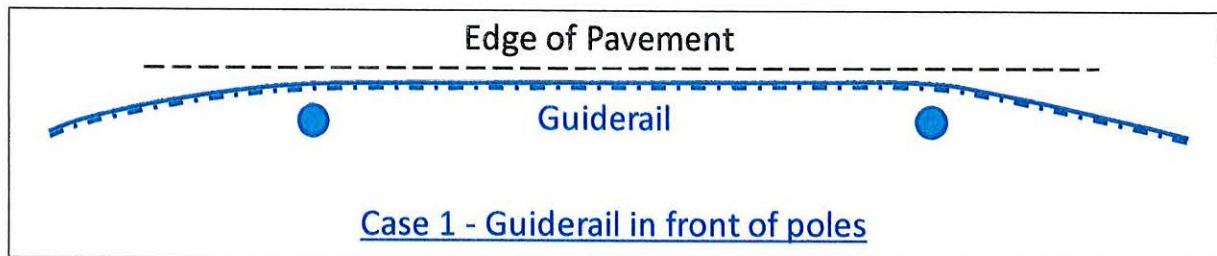 Edge of Pavement
Guiderail
Case 1 - Guiderail in front of poles